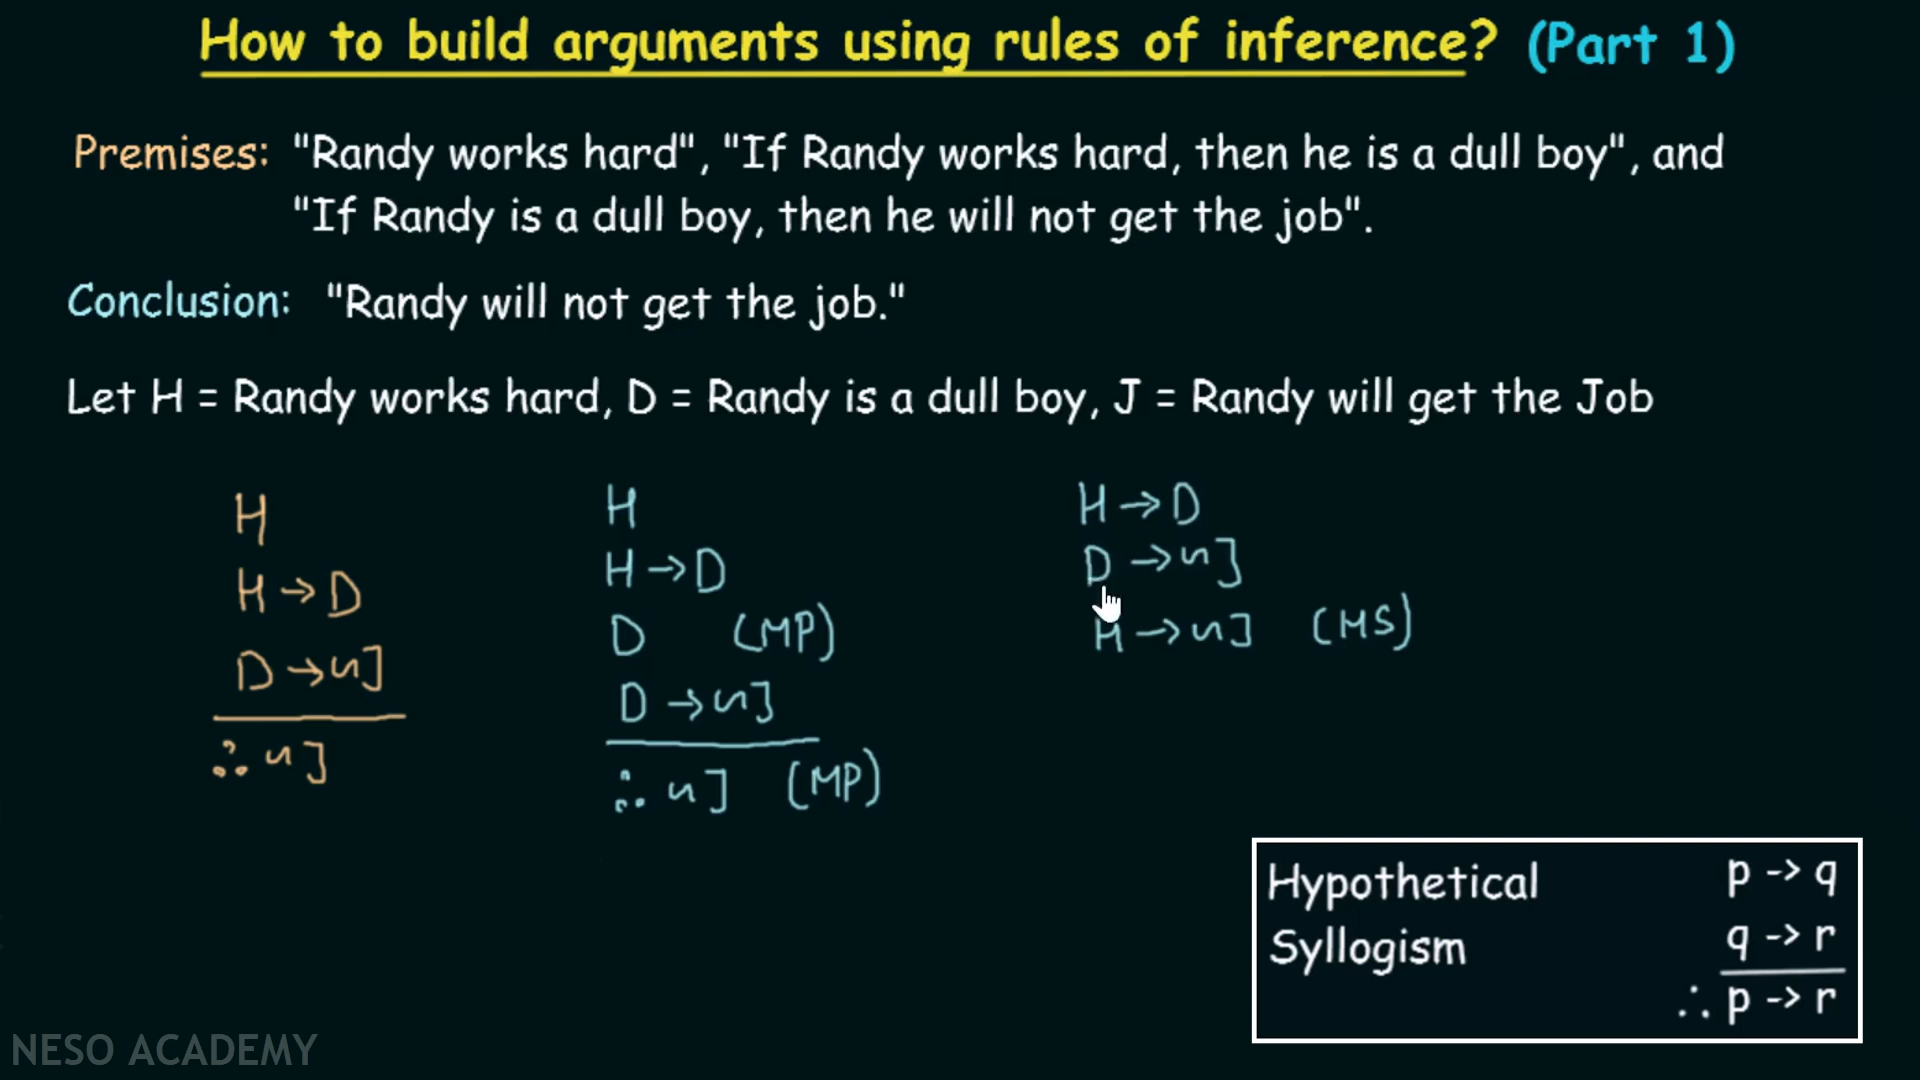 How to build arguments using rules of inference? (Part 1)
Premises: "Randy works hard", "If Randy works hard, then he is a dull boy", and
"If Randy is a dull boy, then he will not get the job".
Conclusion: "Randy will not get the job."
Let H = Randy works hard, D = Randy is a dull boy, J = Randy will get the Job
H
H → D
D → ~J
∴ ~J
H
H → D
D (MP)
D → ~J
∴ ~J (MP)
H → D
D → ~J
H → ~J (HS)
Hypothetical p -> q
Syllogism q -> r
∴ p -> r
NESO ACADEMY